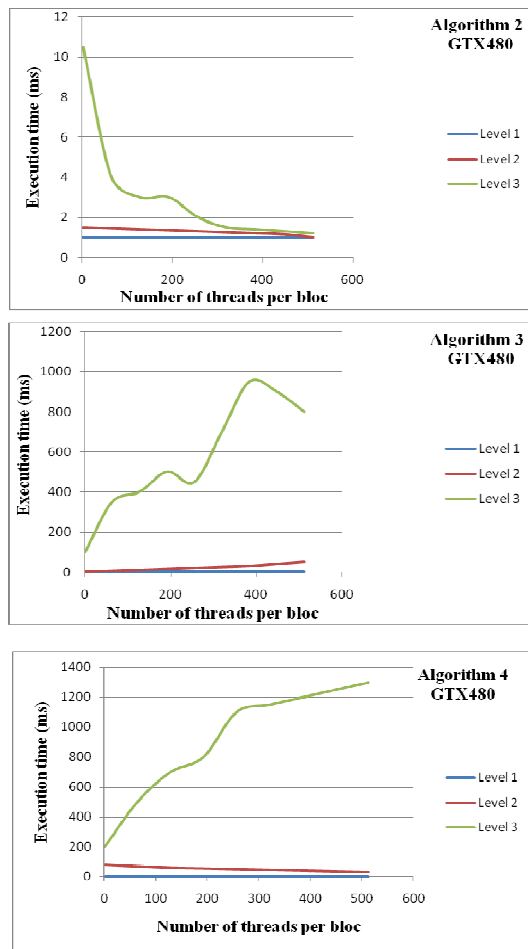 Algorithm 2
GTX480
Execution time (ms)
12
10
8
6
4
2
0
0 200 400 600
Number of threads per bloc
Level 1
Level 2
Level 3
Algorithm 3
GTX480
Execution time (ms)
1200
1000
800
600
400
200
0
0 200 400 600
Number of threads per bloc
Level 1
Level 2
Level 3
Algorithm 4
GTX480
Execution time (ms)
1400
1200
1000
800
600
400
200
0
0 100 200 300 400 500 600
Number of threads per bloc
Level 1
Level 2
Level 3